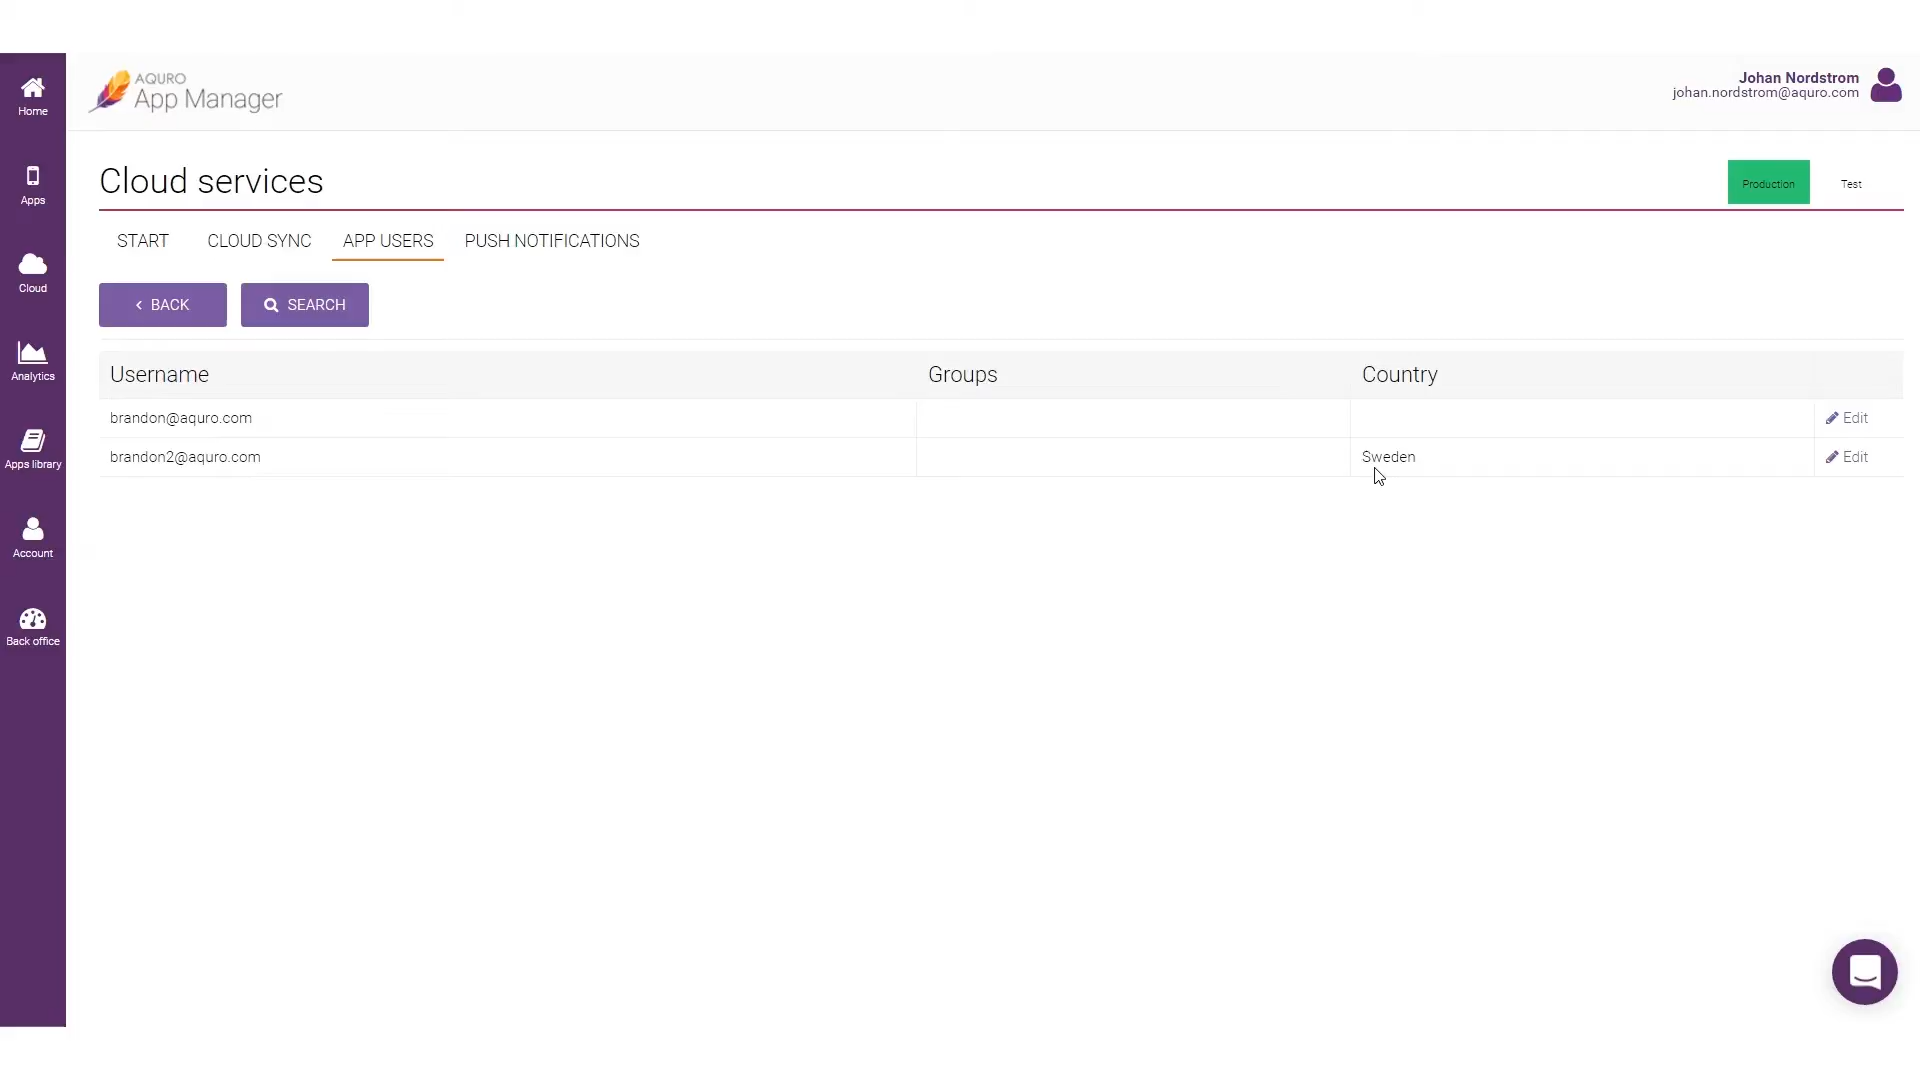 AQURO
App Manager
Johan Nordstrom
johan.nordstrom@aquro.com
Home
Apps
Cloud
Analytics
Apps library
Account
Back office
Cloud services
Production
Test
START
CLOUD SYNC
APP USERS
PUSH NOTIFICATIONS
BACK
SEARCH
Username
Groups
Country
brandon@aquro.com
Edit
brandon2@aquro.com
Sweden
Edit